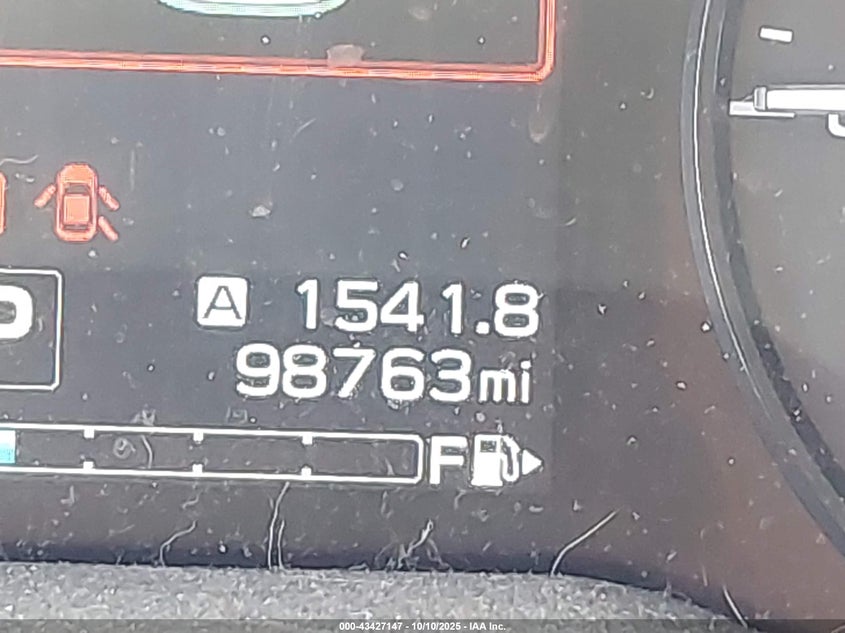 A 1541.8
98763mi
F
000-43427147 - 10/10/2025 - IAA Inc.